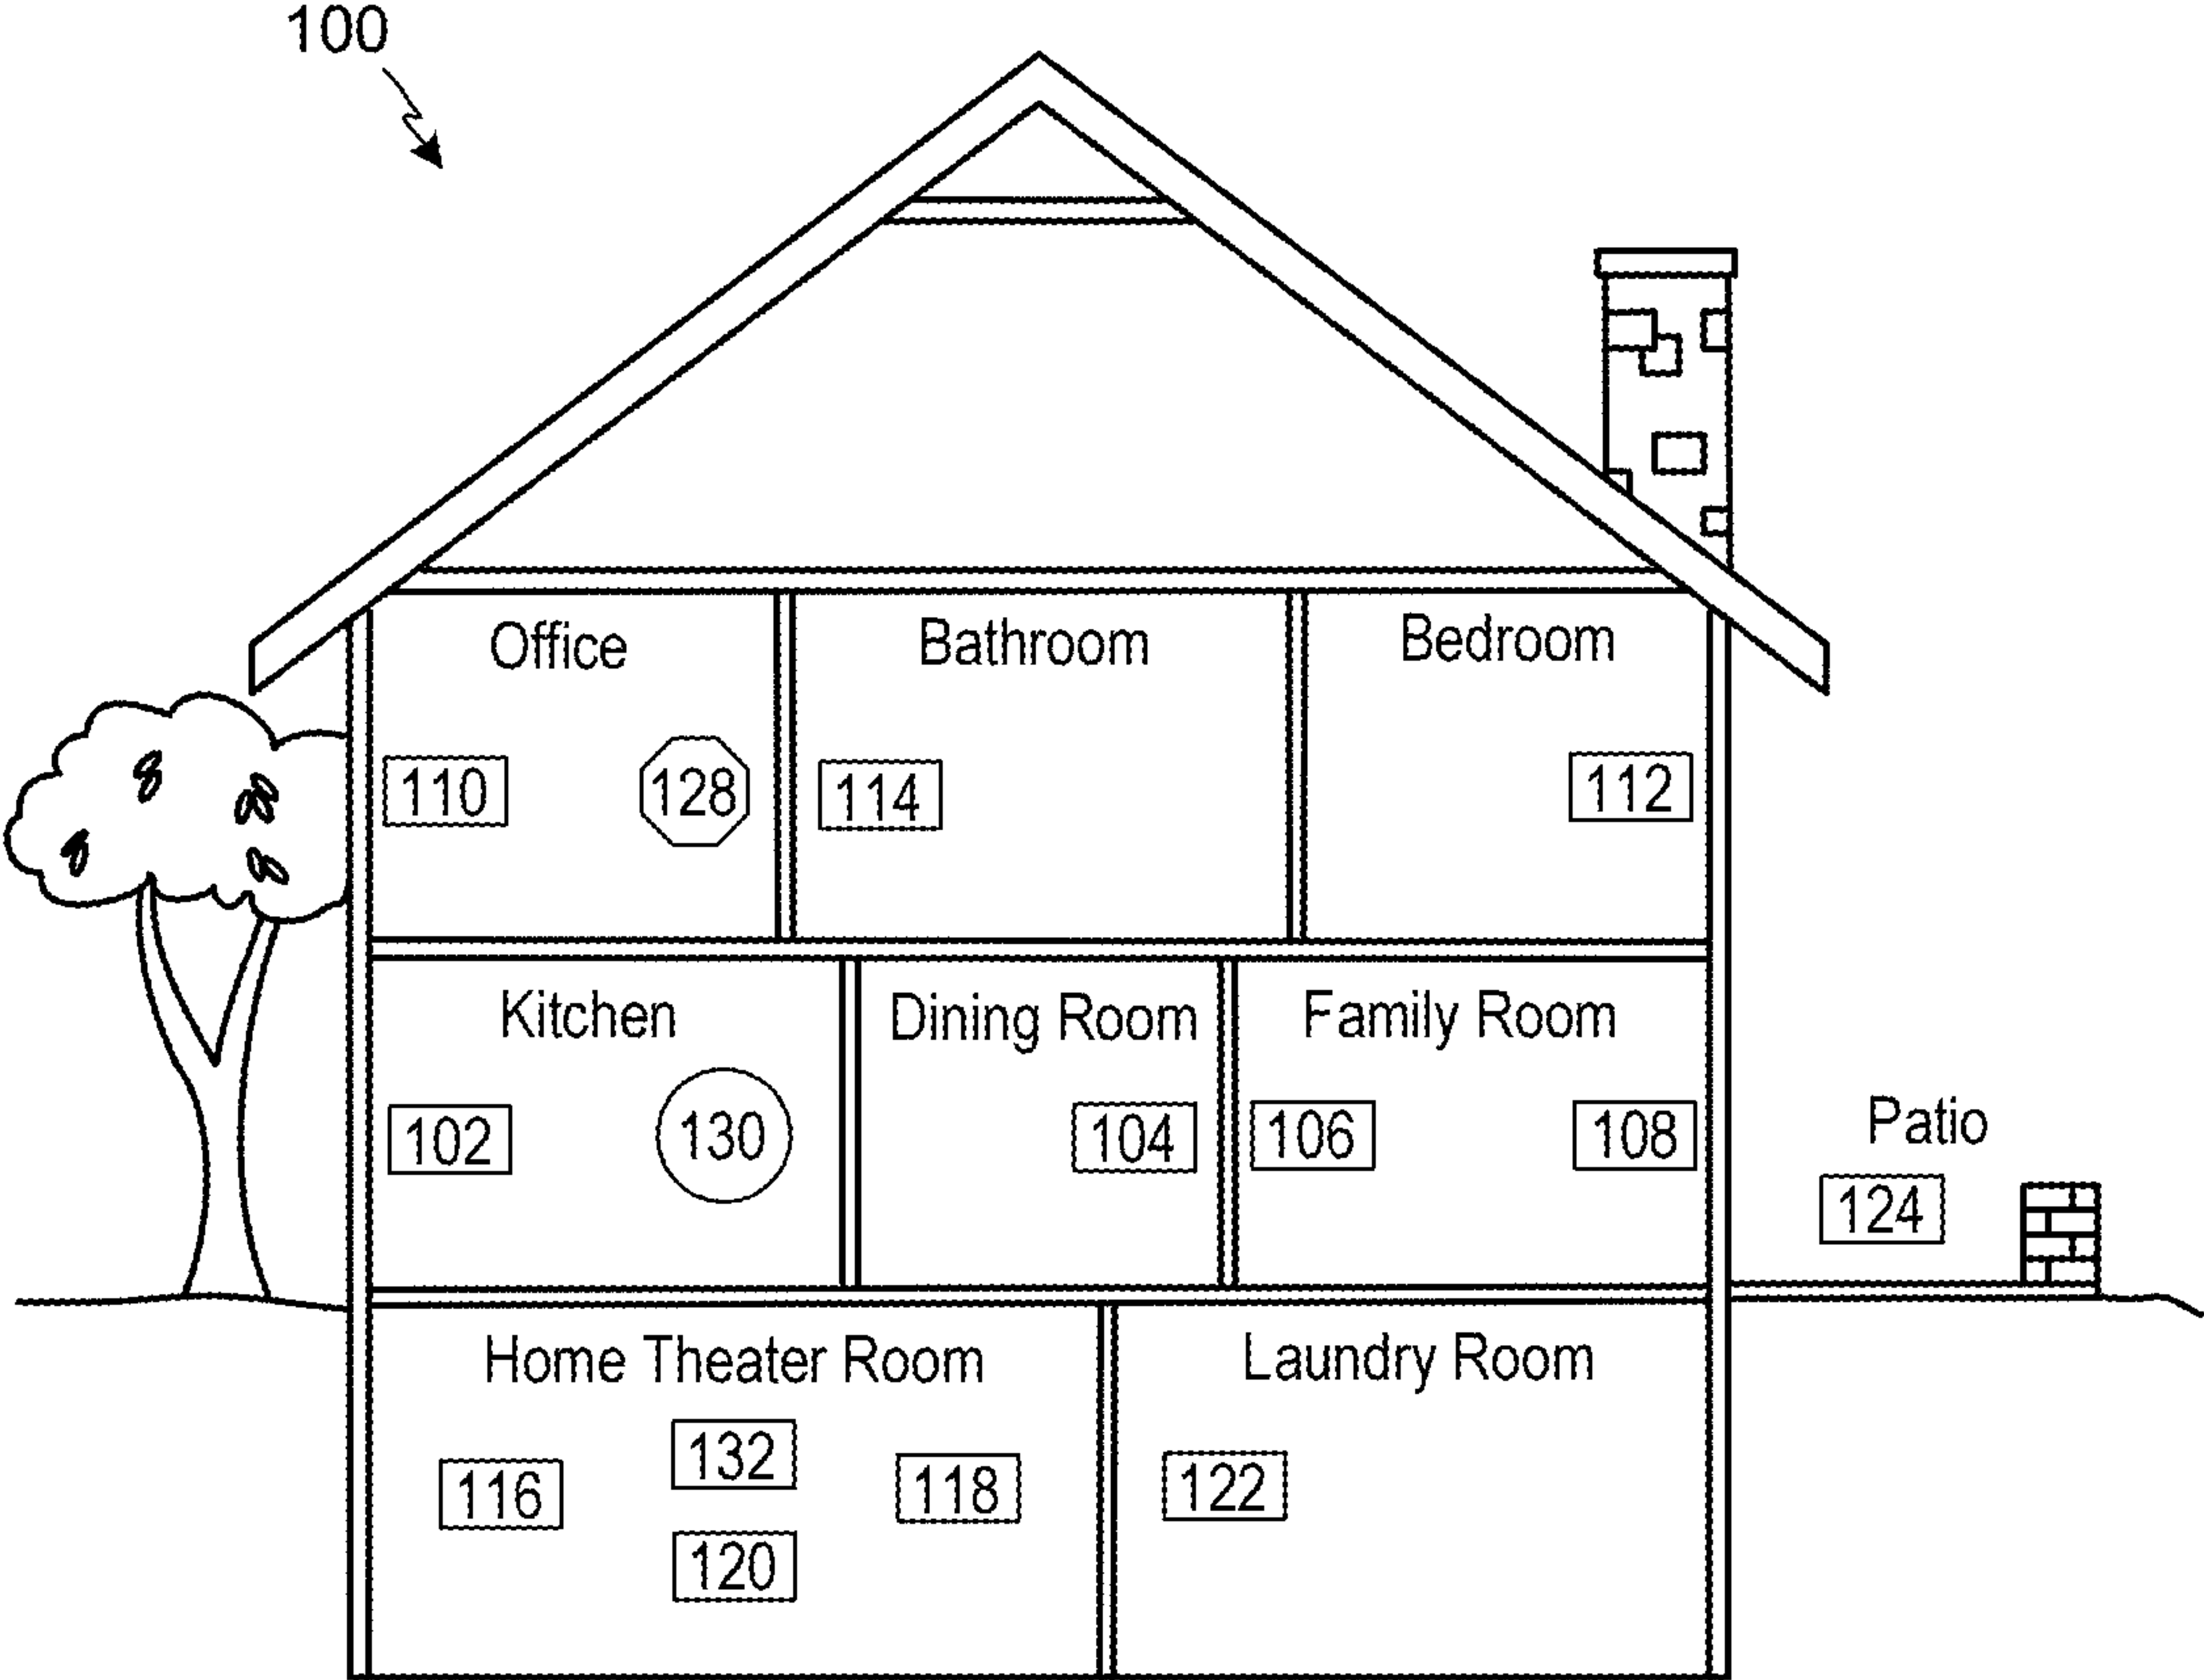 100
Office
Bathroom
Bedroom
110
128
114
112
Kitchen
Dining Room
Family Room
102
130
104
106
108
Patio
124
Home Theater Room
Laundry Room
116
132
118
122
120